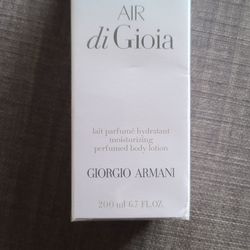 AIR
di Gioia
lait parfumé hydratant
moisturizing
perfumed body lotion
GIORGIO ARMANI
200 ml 6.7 FL.OZ.